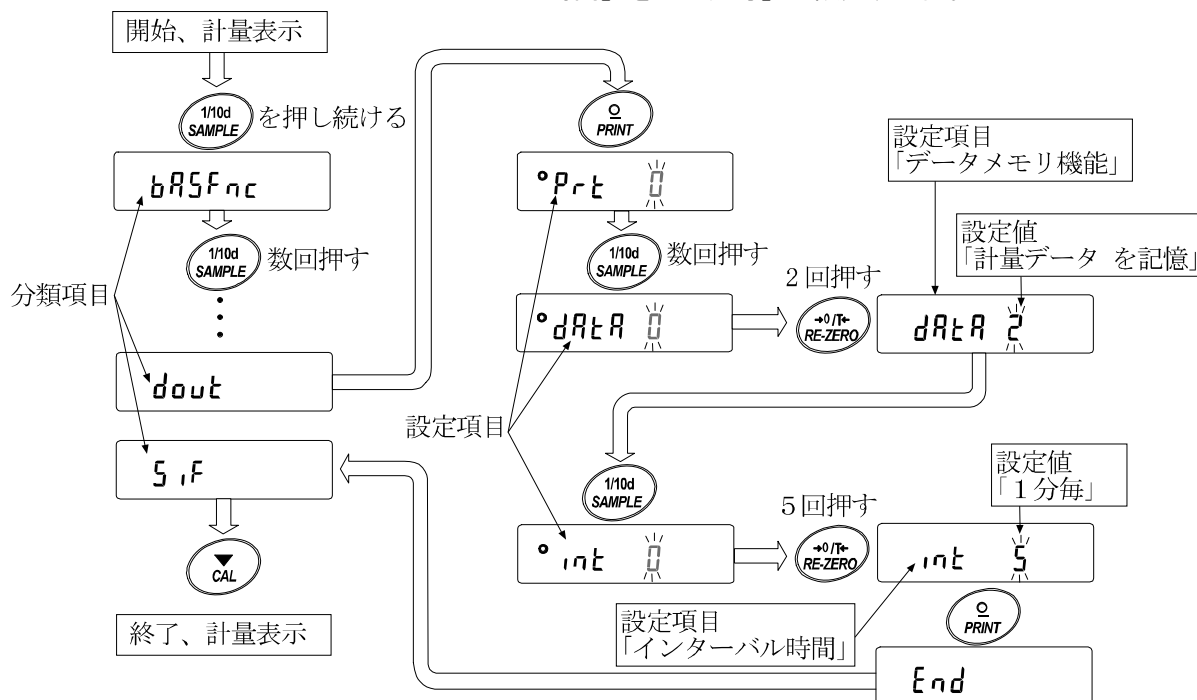 開始、計量表示
1/10d
SAMPLE
を押し続ける
bASFnc
1/10d
SAMPLE
数回押す
分類項目
dout
SiF
CAL
終了、計量表示
PRINT
Prt 0
1/10d
SAMPLE
数回押す
dAtA 0
2回押す
→0/T←
RE-ZERO
設定項目
「データメモリ機能」
設定値
「計量データ を記憶」
dAtA 2
設定項目
1/10d
SAMPLE
int 0
5回押す
→0/T←
RE-ZERO
設定値
「1分毎」
int 5
設定項目
「インターバル時間」
PRINT
End